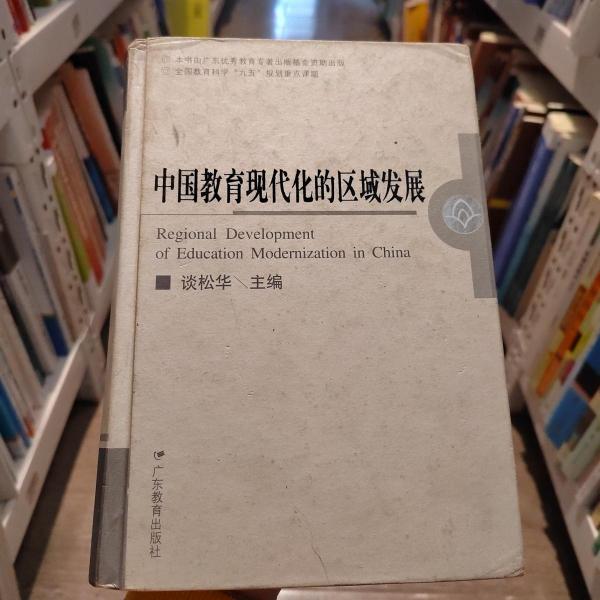 本书由广东优秀教育专著出版基金资助出版
全国教育科学“九五”规划重点课题
中国教育现代化的区域发展
Regional Development
of Education Modernization in China
谈松华＼主编
广东教育出版社